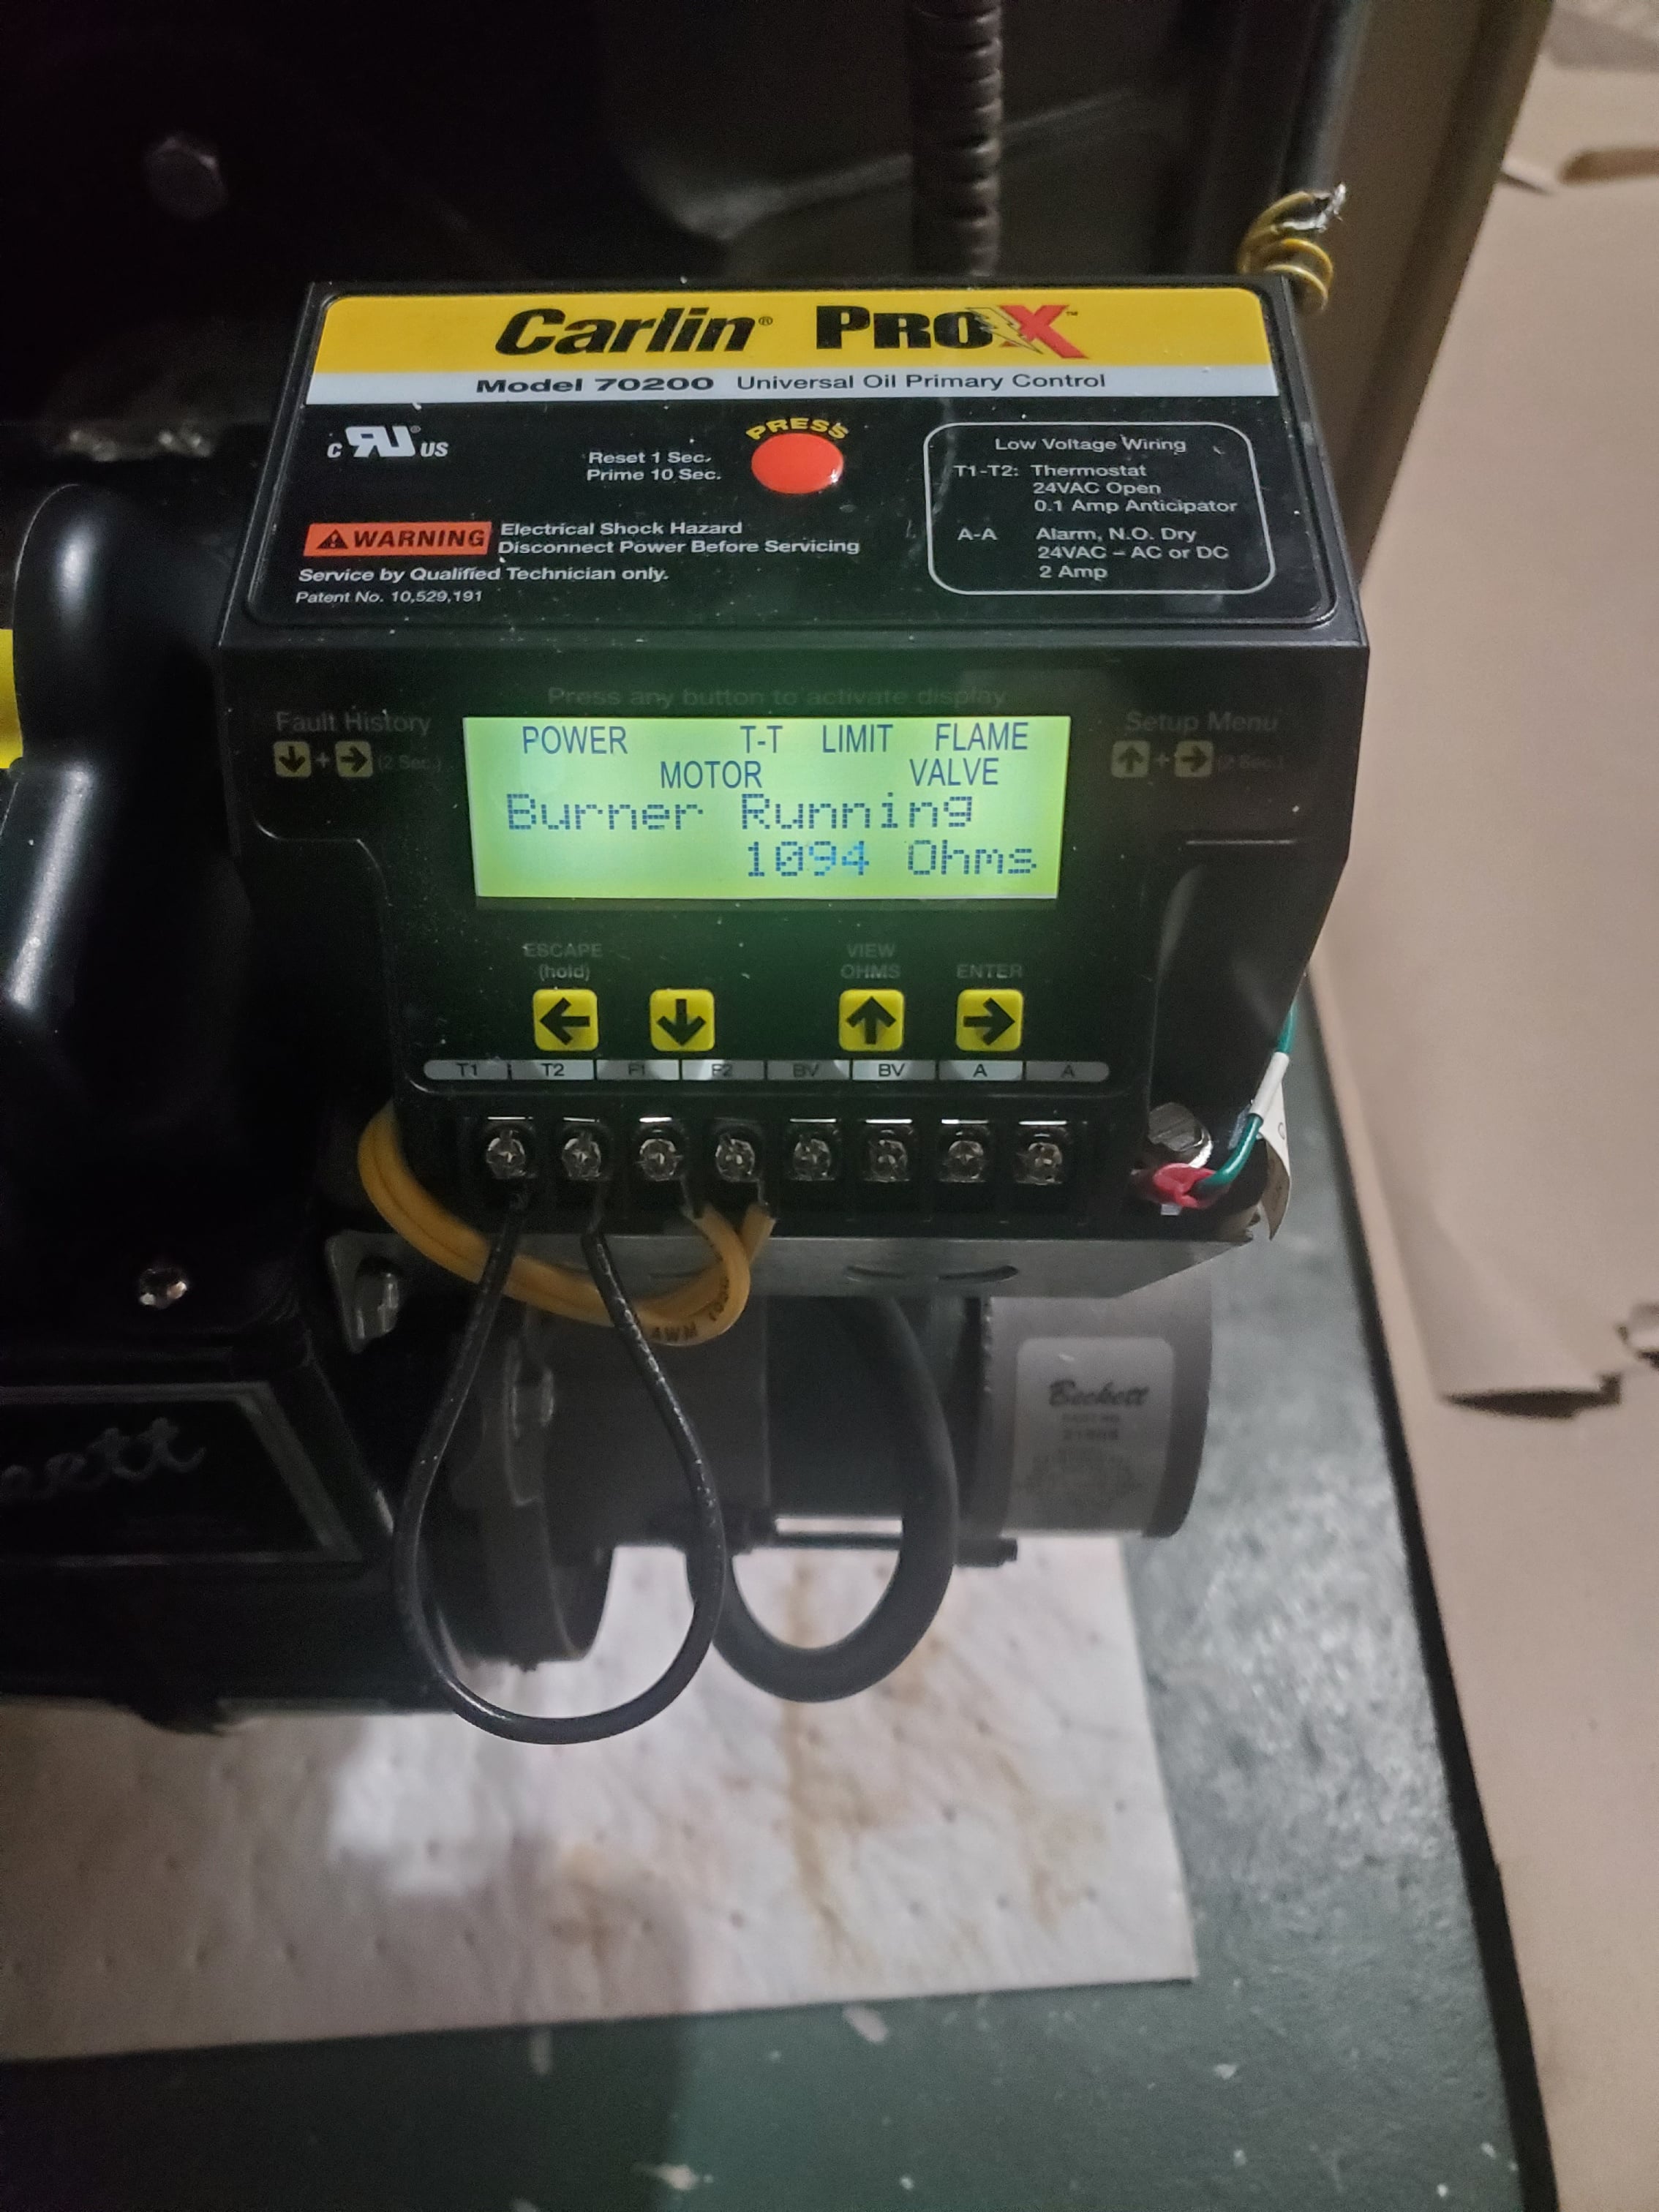 Carlin® PROX™
Model 70200 Universal Oil Primary Control
C RU® US
Reset 1 Sec.
Prime 10 Sec.
PRESS
WARNING Electrical Shock Hazard
Disconnect Power Before Servicing
Service by Qualified Technician only.
Patent No. 10,529,191
Low Voltage Wiring
T1-T2: Thermostat
24VAC Open
0.1 Amp Anticipator
A-A Alarm, N.O. Dry
24VAC – AC or DC
2 Amp
Press any button to activate display
Fault History
↓ + → (2 Sec.)
Setup Menu
↑ + → (2 Sec.)
POWER T-T LIMIT FLAME
MOTOR VALVE
Burner Running
1094 Ohms
ESCAPE
(hold)
VIEW
OHMS
ENTER
← ↓ ↑ →
T1 T2 F1 F2 BV BV A A
AWM
Beckett